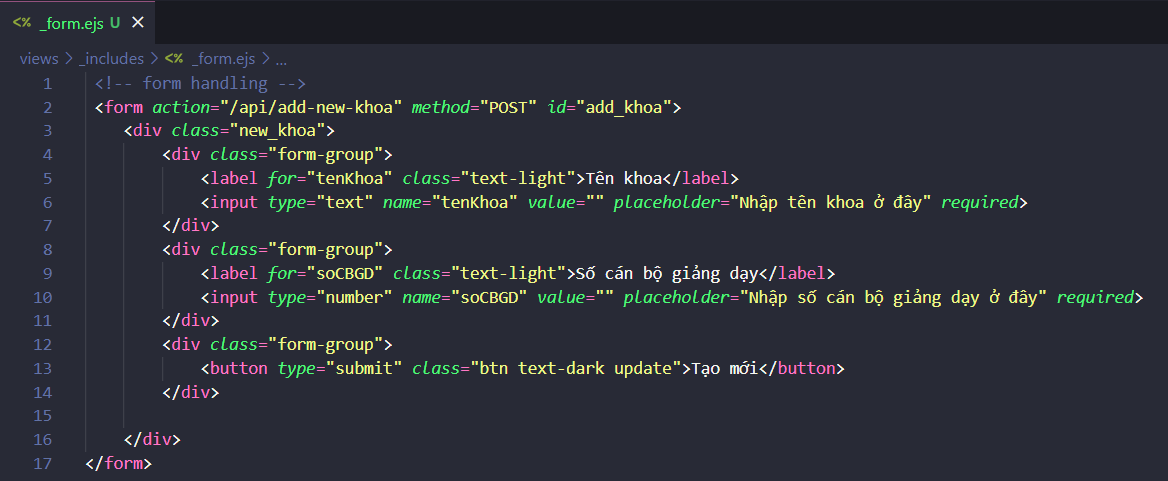 <% _form.ejs U ×
views > _includes > <% _form.ejs > ...
1 <!-- form handling -->
2 <form action="/api/add-new-khoa" method="POST" id="add_khoa">
3 <div class="new_khoa">
4 <div class="form-group">
5 <label for="tenKhoa" class="text-light">Tên khoa</label>
6 <input type="text" name="tenKhoa" value="" placeholder="Nhập tên khoa ở đây" required>
7 </div>
8 <div class="form-group">
9 <label for="soCBGD" class="text-light">Số cán bộ giảng dạy</label>
10 <input type="number" name="soCBGD" value="" placeholder="Nhập số cán bộ giảng dạy ở đây" required>
11 </div>
12 <div class="form-group">
13 <button type="submit" class="btn text-dark update">Tạo mới</button>
14 </div>
15
16 </div>
17 </form>